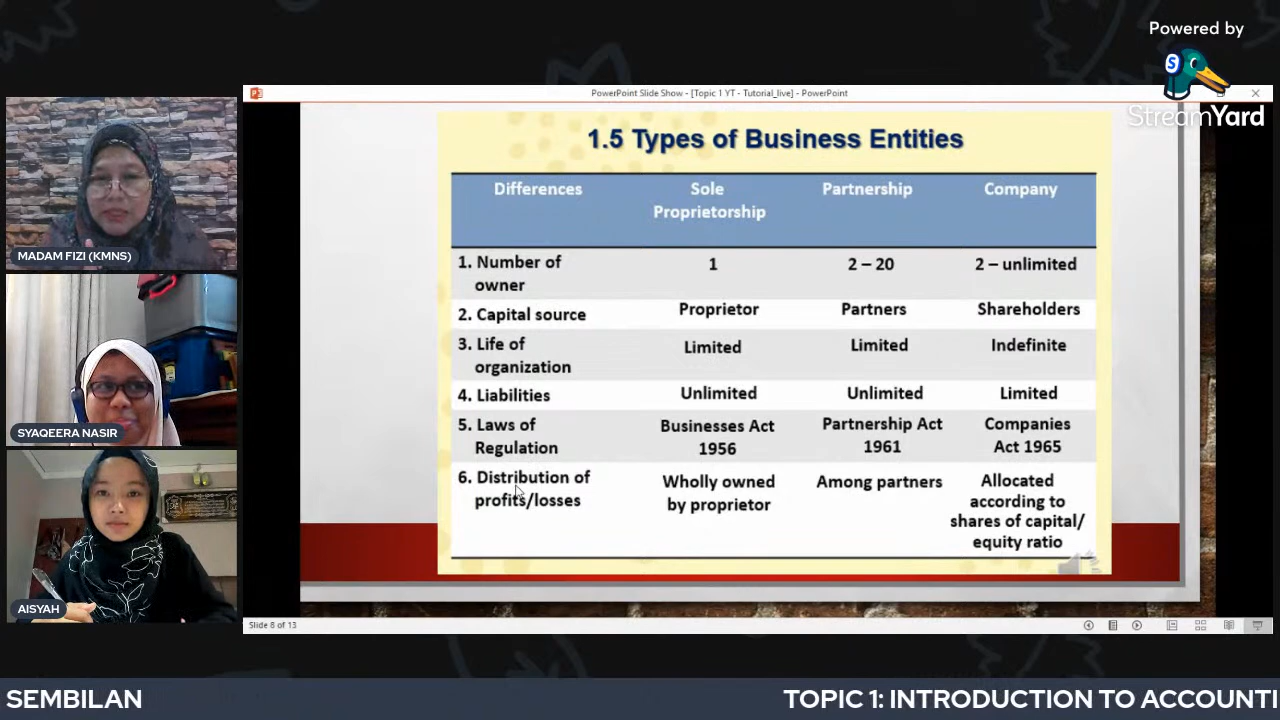 Powered by
StreamYard
PowerPoint Slide Show - [Topic 1 YT - Tutorial_live] - PowerPoint
MADAM FIZI (KMNS)
SYAQEERA NASIR
AISYAH
1.5 Types of Business Entities
Differences
Sole
Proprietorship
Partnership
Company
1. Number of
owner
1
2 – 20
2 – unlimited
2. Capital source
Proprietor
Partners
Shareholders
3. Life of
organization
Limited
Limited
Indefinite
4. Liabilities
Unlimited
Unlimited
Limited
5. Laws of
Regulation
Businesses Act
1956
Partnership Act
1961
Companies
Act 1965
6. Distribution of
profits/losses
Wholly owned
by proprietor
Among partners
Allocated
according to
shares of capital/
equity ratio
Slide 8 of 13
SEMBILAN
TOPIC 1: INTRODUCTION TO ACCOUNTI